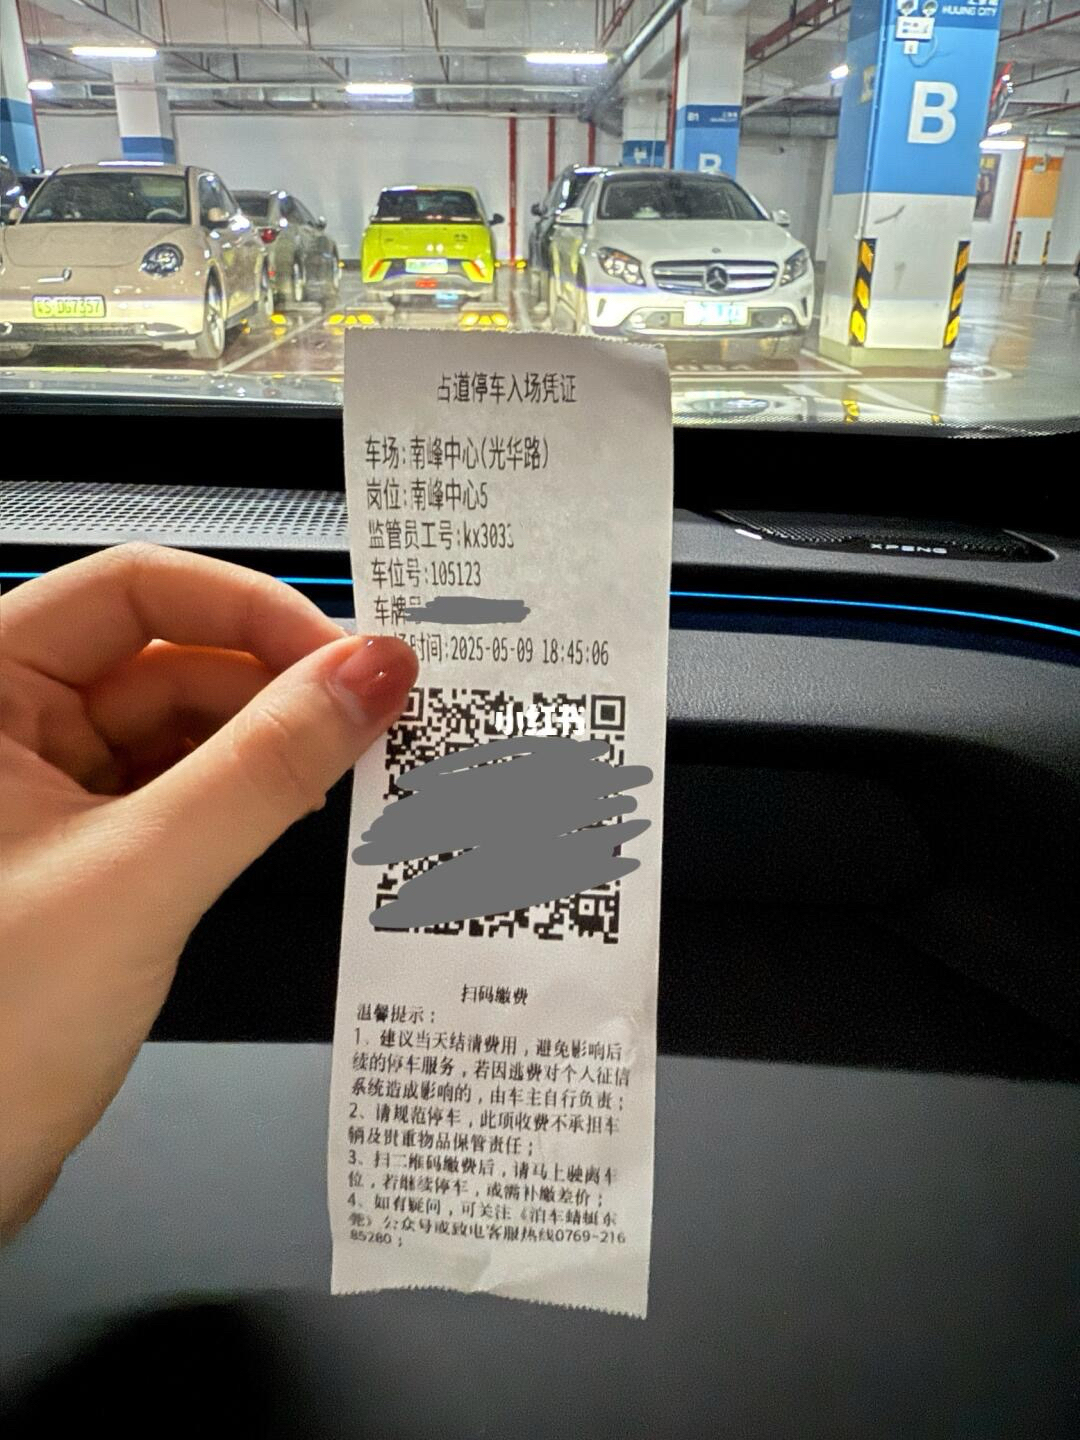 HUIJING CITY
B
B1
B
DG7357
占道停车入场凭证
车场:南峰中心(光华路)
岗位:南峰中心5
监管员工号:kx3033
XPENG
车位号:105123
车牌号
场时间:2025-05-09 18:45:06
小红书
扫码缴费
温馨提示：
1、建议当天结清费用，避免影响后
续的停车服务，若因逃费对个人征信
系统造成影响的，由车主自行负责；
2、请规范停车，此项收费不承担车
辆及贵重物品保管责任；
3、扫二维码缴费后，请马上驶离车
位，若继续停车，或需补缴差价；
4、如有疑问，可关注《泊车蜻蜓东
莞》公众号或致电客服热线0769-216
85280；